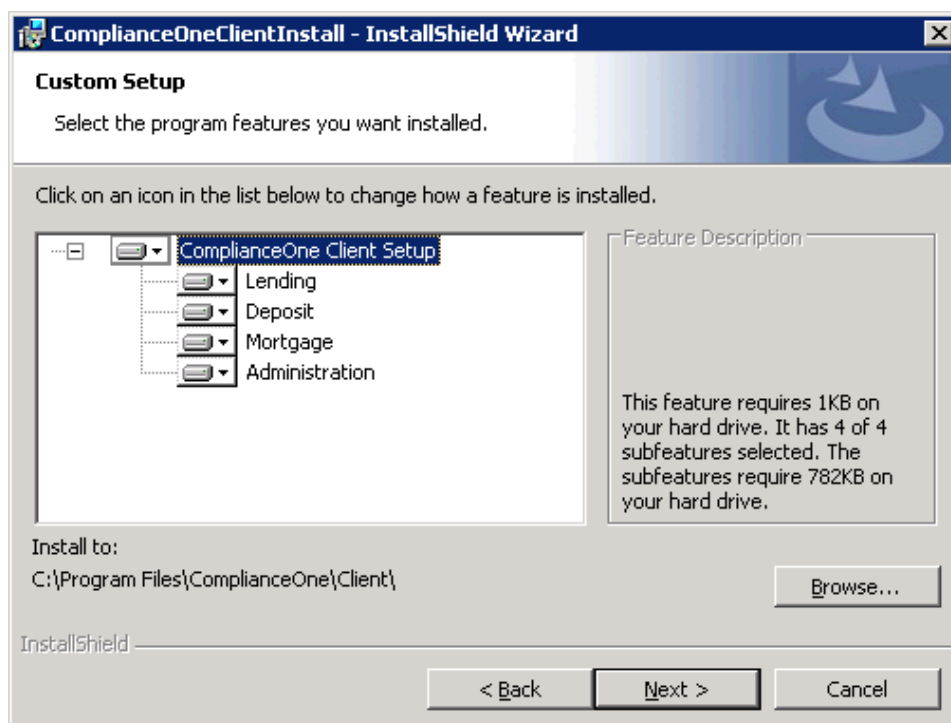 ComplianceOneClientInstall - InstallShield Wizard
Custom Setup
Select the program features you want installed.
Click on an icon in the list below to change how a feature is installed.
ComplianceOne Client Setup
Lending
Deposit
Mortgage
Administration
Feature Description
This feature requires 1KB on
your hard drive. It has 4 of 4
subfeatures selected. The
subfeatures require 782KB on
your hard drive.
Install to:
C:\Program Files\ComplianceOne\Client\
Browse...
InstallShield
< Back
Next >
Cancel